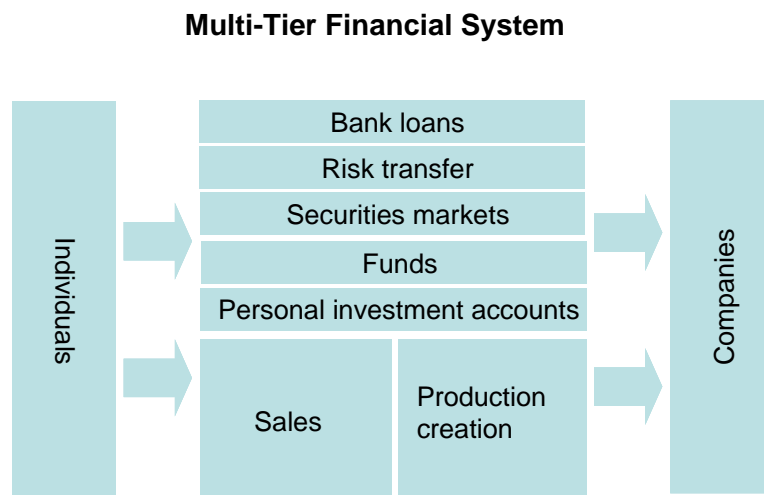 Multi-Tier Financial System
Individuals
Bank loans
Risk transfer
Securities markets
Funds
Personal investment accounts
Sales
Production
creation
Companies